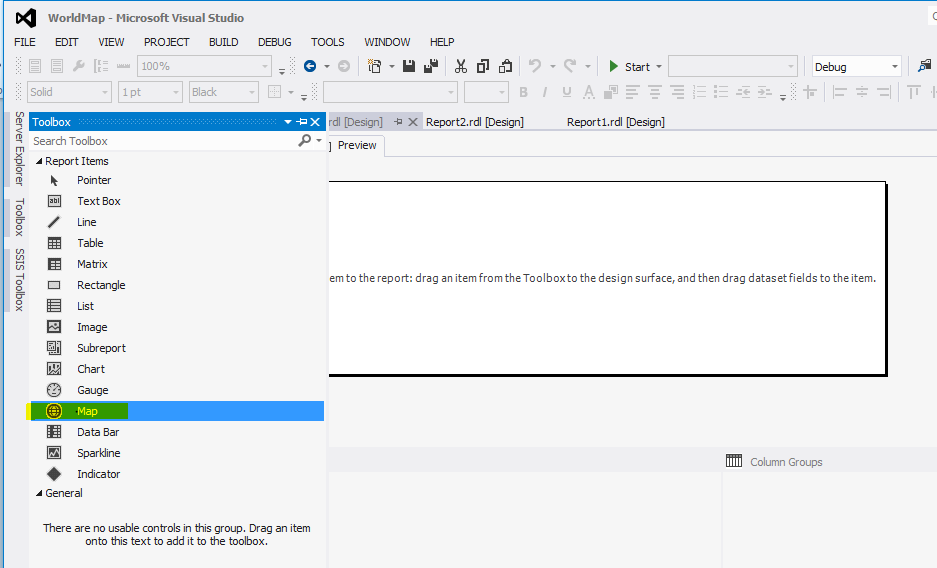 WorldMap - Microsoft Visual Studio
FILE EDIT VIEW PROJECT BUILD DEBUG TOOLS WINDOW HELP
100% Start Debug
Solid 1 pt Black B I U A
Server Explorer
Toolbox
SSIS Toolbox
Toolbox
Search Toolbox
Report Items
Pointer
abl Text Box
Line
Table
Matrix
Rectangle
List
Image
Subreport
Chart
Gauge
Map
Data Bar
Sparkline
Indicator
General
There are no usable controls in this group. Drag an item
onto this text to add it to the toolbox.
rdl [Design] Report2.rdl [Design] Report1.rdl [Design]
] Preview
em to the report: drag an item from the Toolbox to the design surface, and then drag dataset fields to the item.
Column Groups